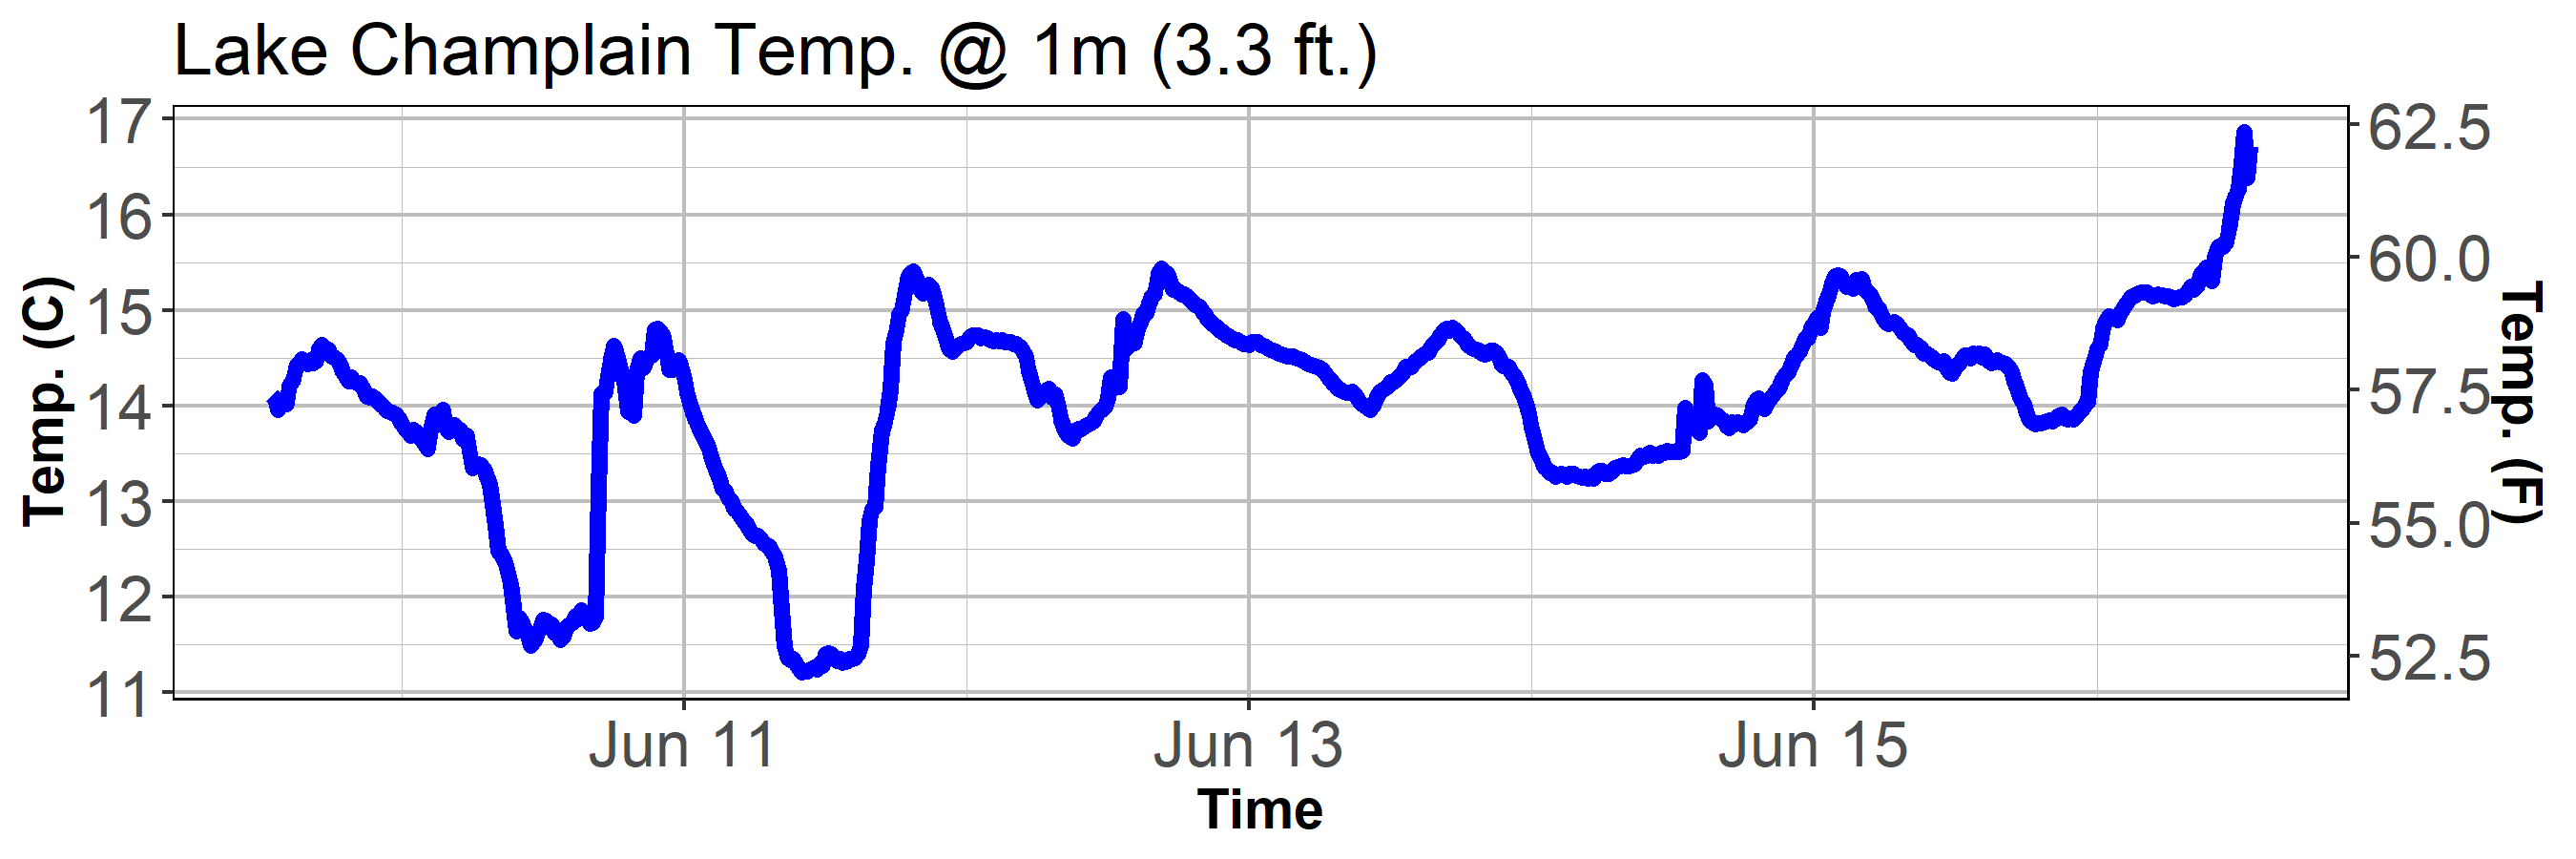 Lake Champlain Temp. @ 1m (3.3 ft.)
17
16
15
14
13
12
11
Temp. (C)
62.5
60.0
57.5
55.0
52.5
Temp. (F)
Jun 11
Jun 13
Jun 15
Time